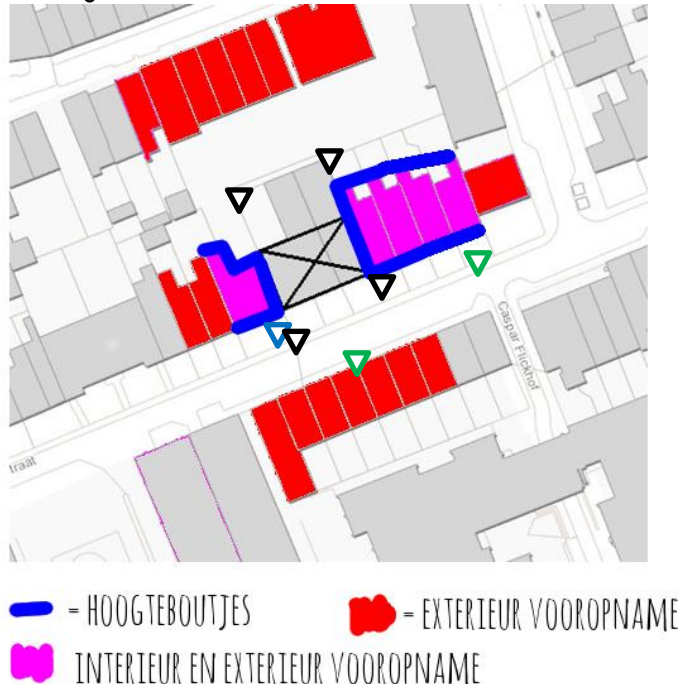 Caspar Flickhof
traat
= HOOGTEBOUTJES
= EXTERIEUR VOOROPNAME
INTERIEUR EN EXTERIEUR VOOROPNAME